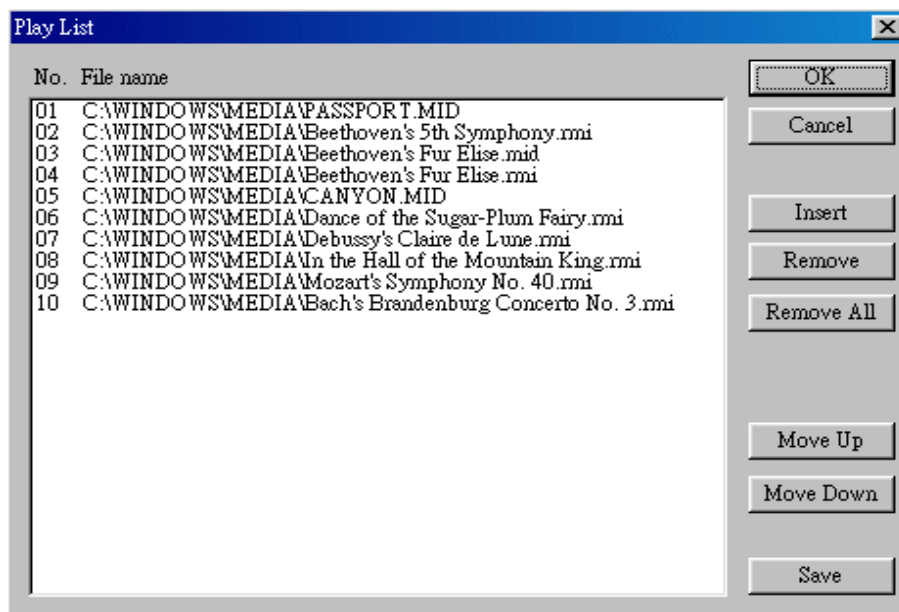 Play List
No. File name
01 C:\WINDOWS\MEDIA\PASSPORT.MID
02 C:\WINDOWS\MEDIA\Beethoven's 5th Symphony.rmi
03 C:\WINDOWS\MEDIA\Beethoven's Fur Elise.mid
04 C:\WINDOWS\MEDIA\Beethoven's Fur Elise.rmi
05 C:\WINDOWS\MEDIA\CANYON.MID
06 C:\WINDOWS\MEDIA\Dance of the Sugar-Plum Fairy.rmi
07 C:\WINDOWS\MEDIA\Debussy's Claire de Lune.rmi
08 C:\WINDOWS\MEDIA\In the Hall of the Mountain King.rmi
09 C:\WINDOWS\MEDIA\Mozart's Symphony No. 40.rmi
10 C:\WINDOWS\MEDIA\Bach's Brandenburg Concerto No. 3.rmi
OK
Cancel
Insert
Remove
Remove All
Move Up
Move Down
Save